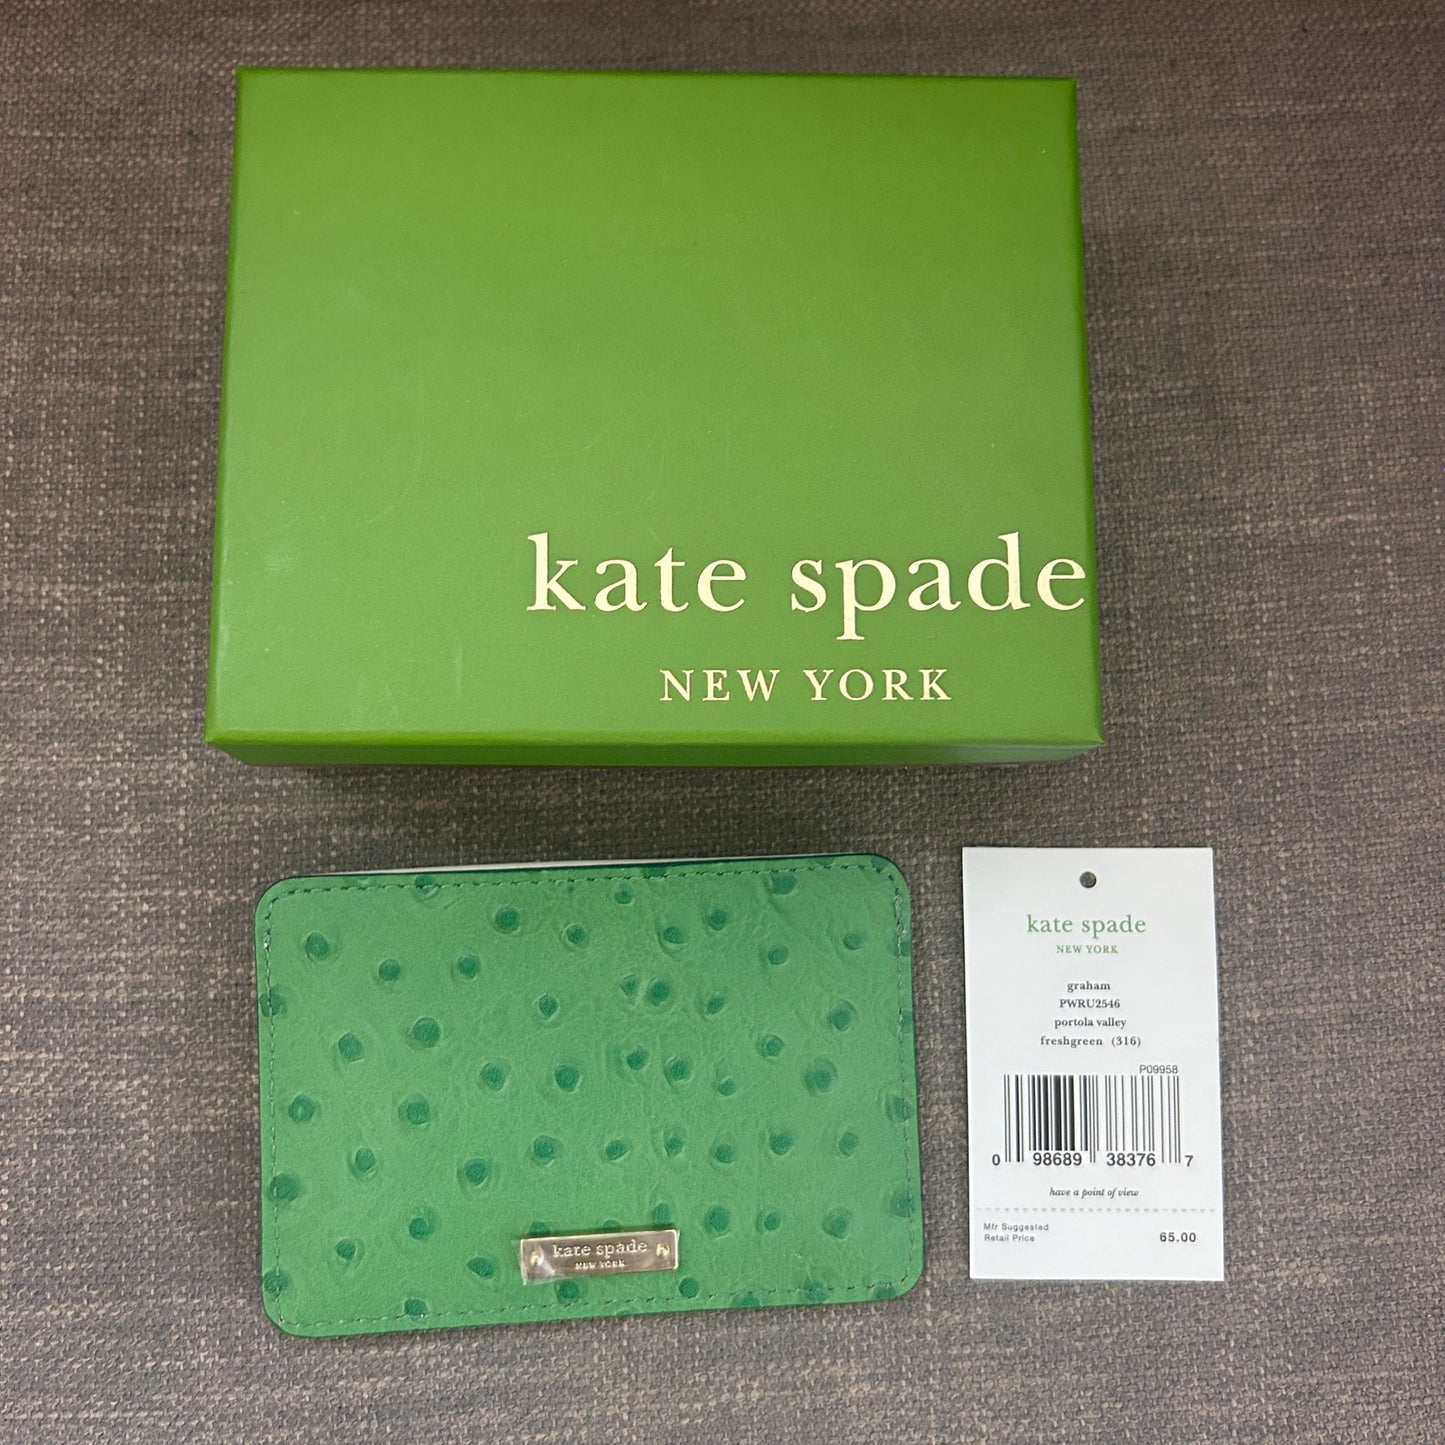 kate spade
NEW YORK
kate spade
NEW YORK
graham
PWRU2546
portola valley
freshgreen (316)
P09958
0 98689 38376 7
have a point of view
Mfr Suggested
Retail Price 65.00
kate spade
NEW YORK